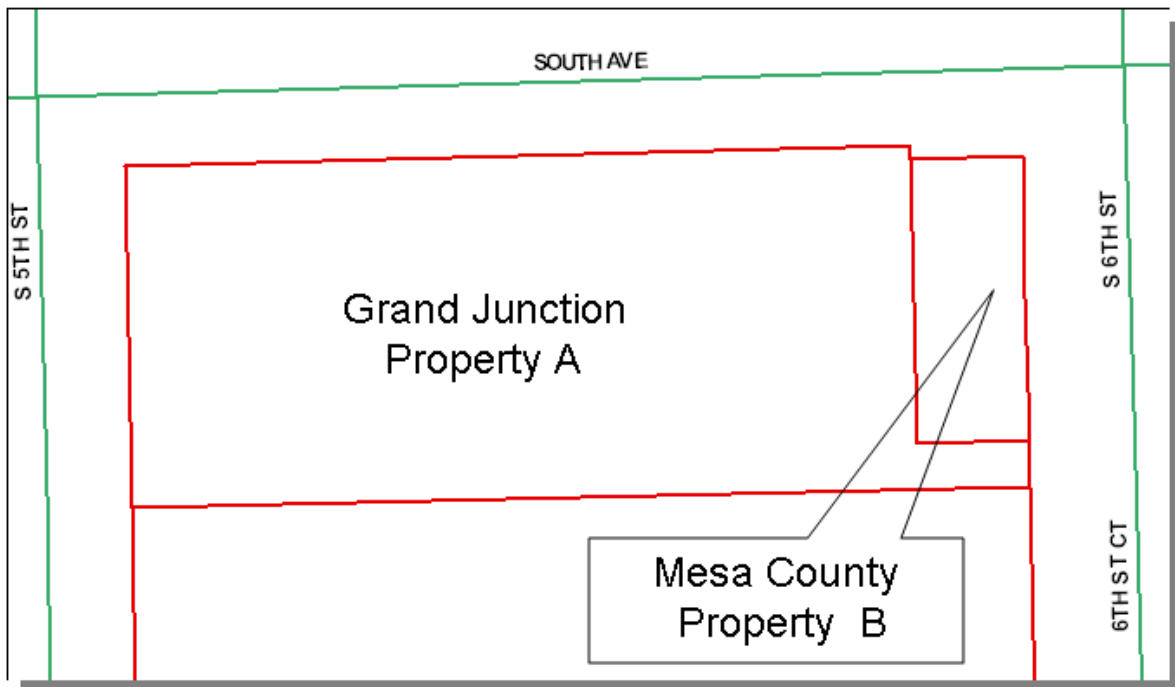 SOUTH AVE
S 5TH ST
S 6TH ST
Grand Junction
Property A
Mesa County
Property B
6TH ST CT